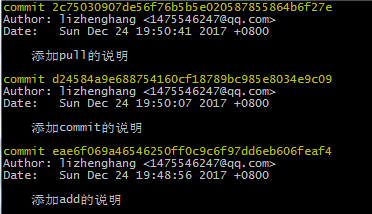 commit 2c75030907de56f76b5b5e020587855864b6f27e
Author: lizhenghang <1475546247@qq.com>
Date:   Sun Dec 24 19:50:41 2017 +0800
添加pull的说明
commit d24584a9e688754160cf18789bc985e8034e9c09
Author: lizhenghang <1475546247@qq.com>
Date:   Sun Dec 24 19:50:07 2017 +0800
添加commit的说明
commit eae6f069a46546250ff0c9c6f97dd6eb606feaf4
Author: lizhenghang <1475546247@qq.com>
Date:   Sun Dec 24 19:48:56 2017 +0800
添加add的说明